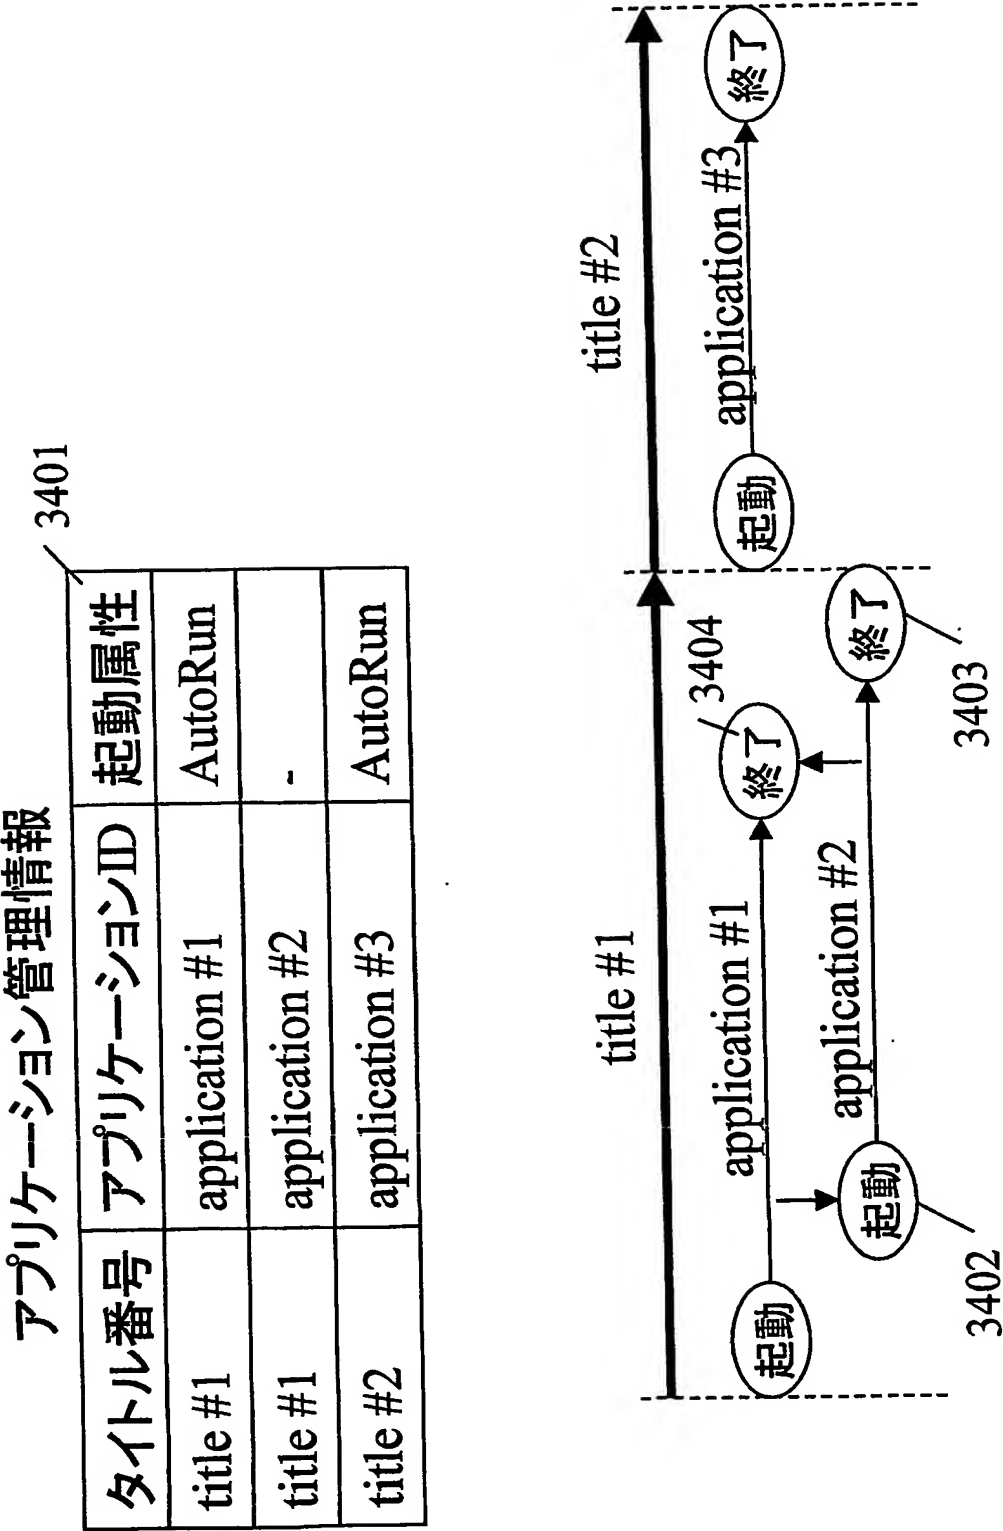 アプリケーション管理情報
3401
タイトル番号 アプリケーションID 起動属性
title #1 application #1 AutoRun
title #1 application #2 -
title #2 application #3 AutoRun
title #1 title #2
起動 application #1 終了 3404
起動 application #3 終了
3402 起動 application #2 終了 3403